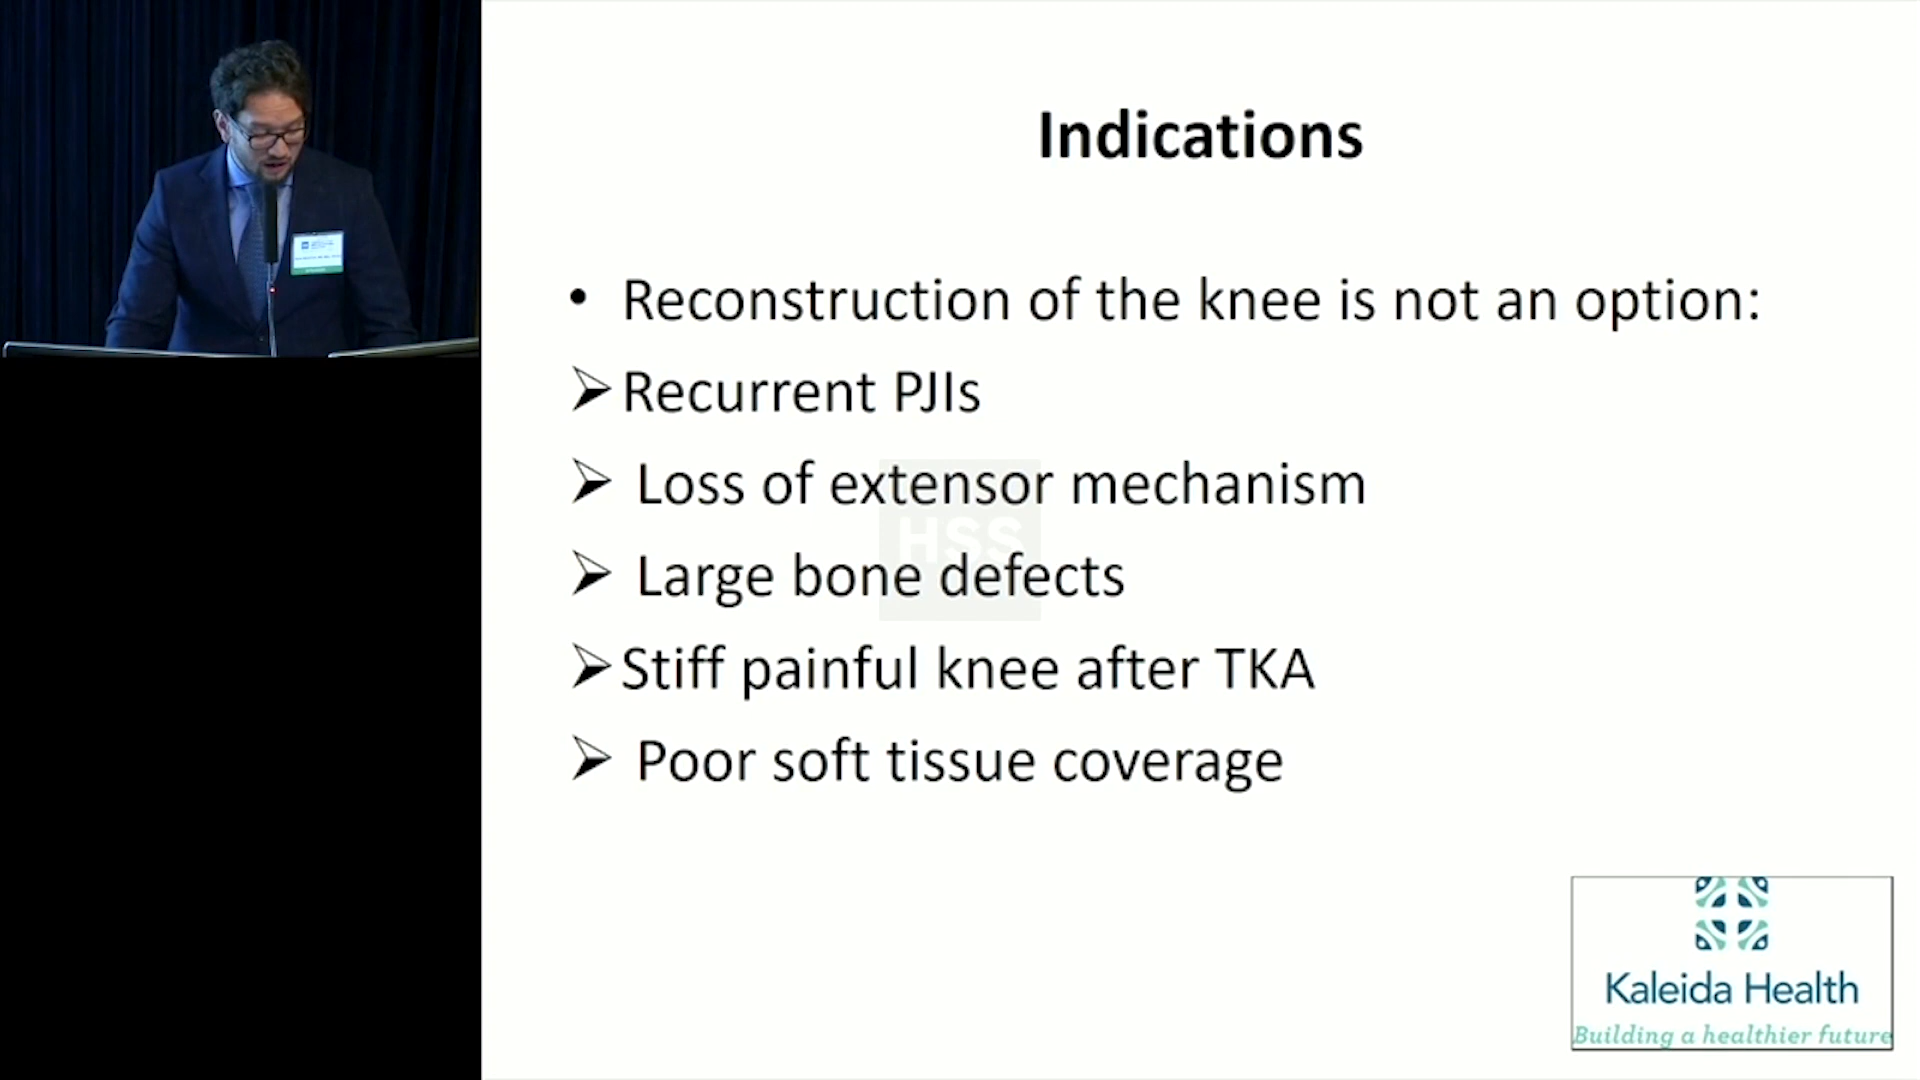 Indications
• Reconstruction of the knee is not an option:
➢ Recurrent PJIs
➢ Loss of extensor mechanism
➢ Large bone defects
➢ Stiff painful knee after TKA
➢ Poor soft tissue coverage
HSS
Kaleida Health
Building a healthier future